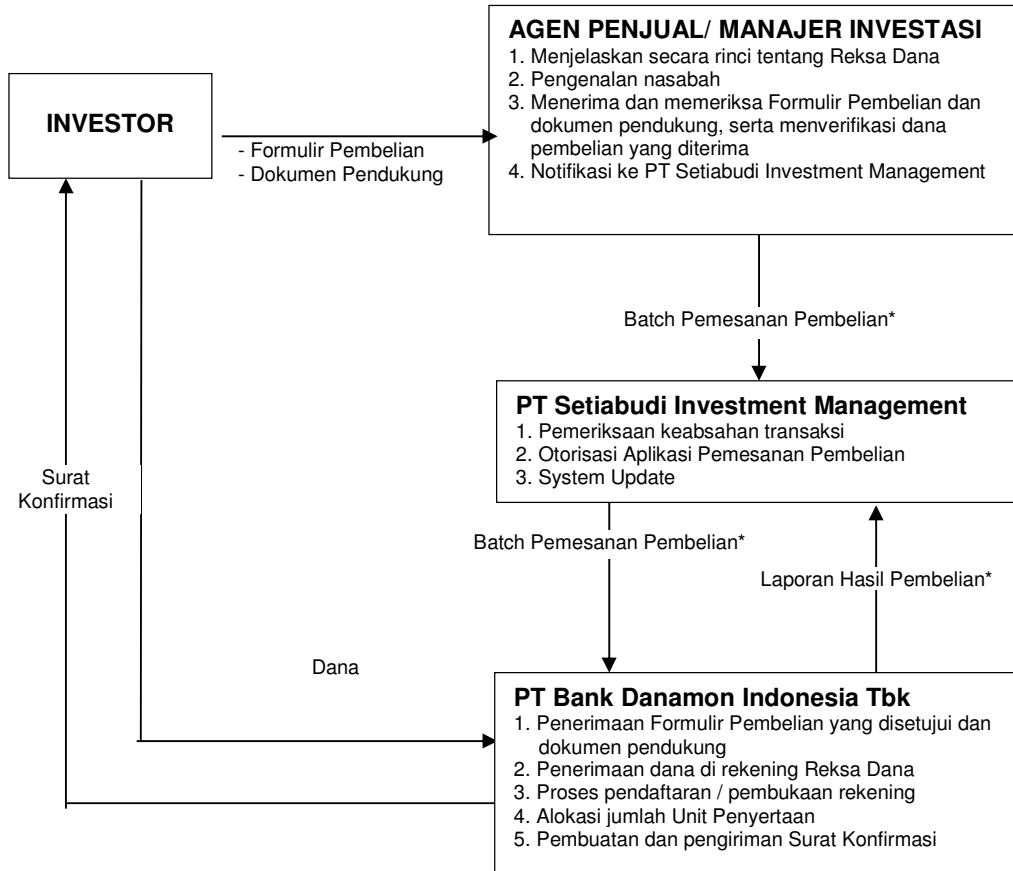 AGEN PENJUAL/ MANAJER INVESTASI
1. Menjelaskan secara rinci tentang Reksa Dana
2. Pengenalan nasabah
3. Menerima dan memeriksa Formulir Pembelian dan
dokumen pendukung, serta menverifikasi dana
pembelian yang diterima
4. Notifikasi ke PT Setiabudi Investment Management
INVESTOR
- Formulir Pembelian
- Dokumen Pendukung
Batch Pemesanan Pembelian*
PT Setiabudi Investment Management
1. Pemeriksaan keabsahan transaksi
2. Otorisasi Aplikasi Pemesanan Pembelian
3. System Update
Surat
Konfirmasi
Batch Pemesanan Pembelian*
Laporan Hasil Pembelian*
Dana
PT Bank Danamon Indonesia Tbk
1. Penerimaan Formulir Pembelian yang disetujui dan
dokumen pendukung
2. Penerimaan dana di rekening Reksa Dana
3. Proses pendaftaran / pembukaan rekening
4. Alokasi jumlah Unit Penyertaan
5. Pembuatan dan pengiriman Surat Konfirmasi